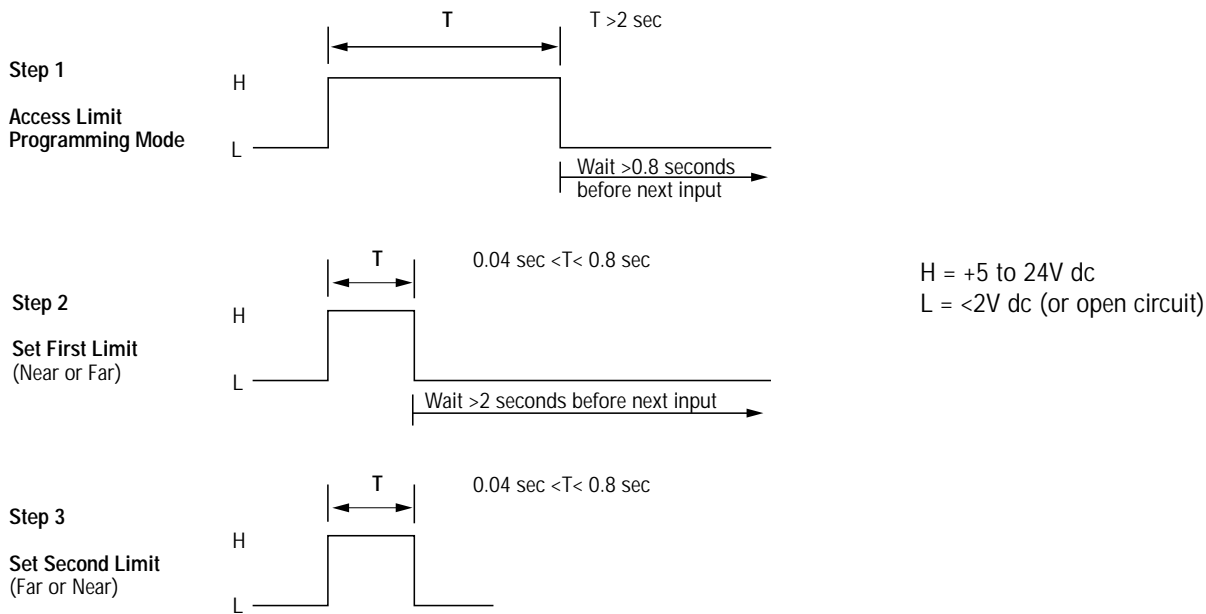 T
T >2 sec
Step 1
H
Access Limit
Programming Mode
L
Wait >0.8 seconds
before next input
T
0.04 sec <T< 0.8 sec
H = +5 to 24V dc
L = <2V dc (or open circuit)
Step 2
H
Set First Limit
(Near or Far)
L
Wait >2 seconds before next input
T
0.04 sec <T< 0.8 sec
Step 3
H
Set Second Limit
(Far or Near)
L